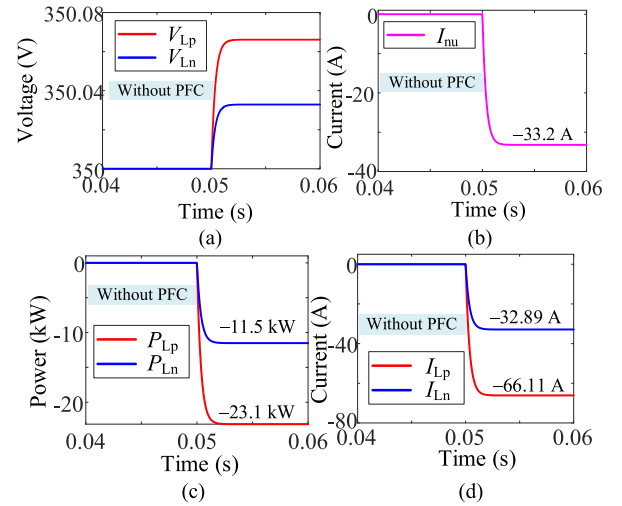 350.08
350.04
350
Voltage (V)
V_Lp
V_Ln
Without PFC
0.04 0.05 0.06
Time (s)
(a)
0
-20
-40
Current (A)
I_nu
Without PFC
−33.2 A
0.04 0.05 0.06
Time (s)
(b)
0
-10
-20
Power (kW)
Without PFC
P_Lp
P_Ln
−11.5 kW
−23.1 kW
0.04 0.05 0.06
Time (s)
(c)
0
-40
-80
Current (A)
Without PFC
I_Lp
I_Ln
−32.89 A
−66.11 A
0.04 0.05 0.06
Time (s)
(d)